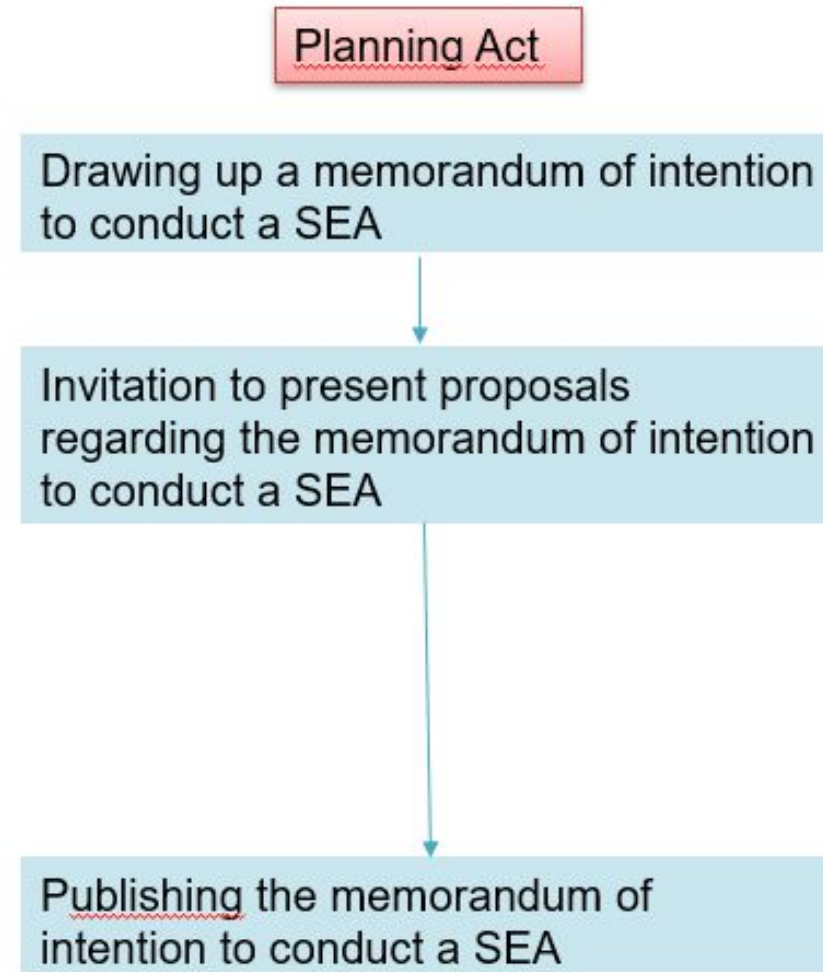 Planning Act
Drawing up a memorandum of intention
to conduct a SEA
Invitation to present proposals
regarding the memorandum of intention
to conduct a SEA
Publishing the memorandum of
intention to conduct a SEA